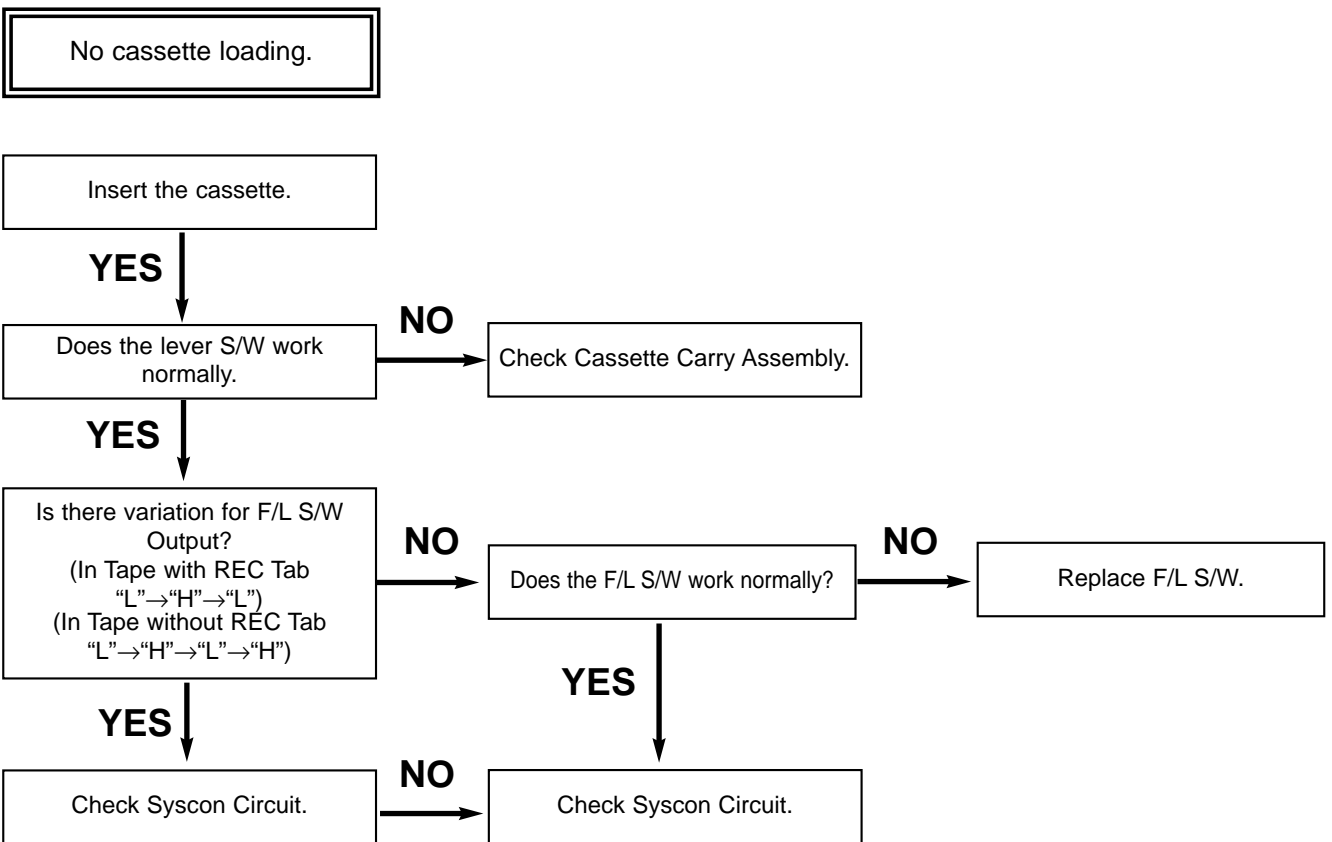 No cassette loading.
Insert the cassette.
YES
Does the lever S/W work
normally.
NO
Check Cassette Carry Assembly.
YES
Is there variation for F/L S/W
Output?
(In Tape with REC Tab
“L”→“H”→“L”)
(In Tape without REC Tab
“L”→“H”→“L”→“H”)
NO
Does the F/L S/W work normally?
NO
Replace F/L S/W.
YES
YES
Check Syscon Circuit.
NO
Check Syscon Circuit.